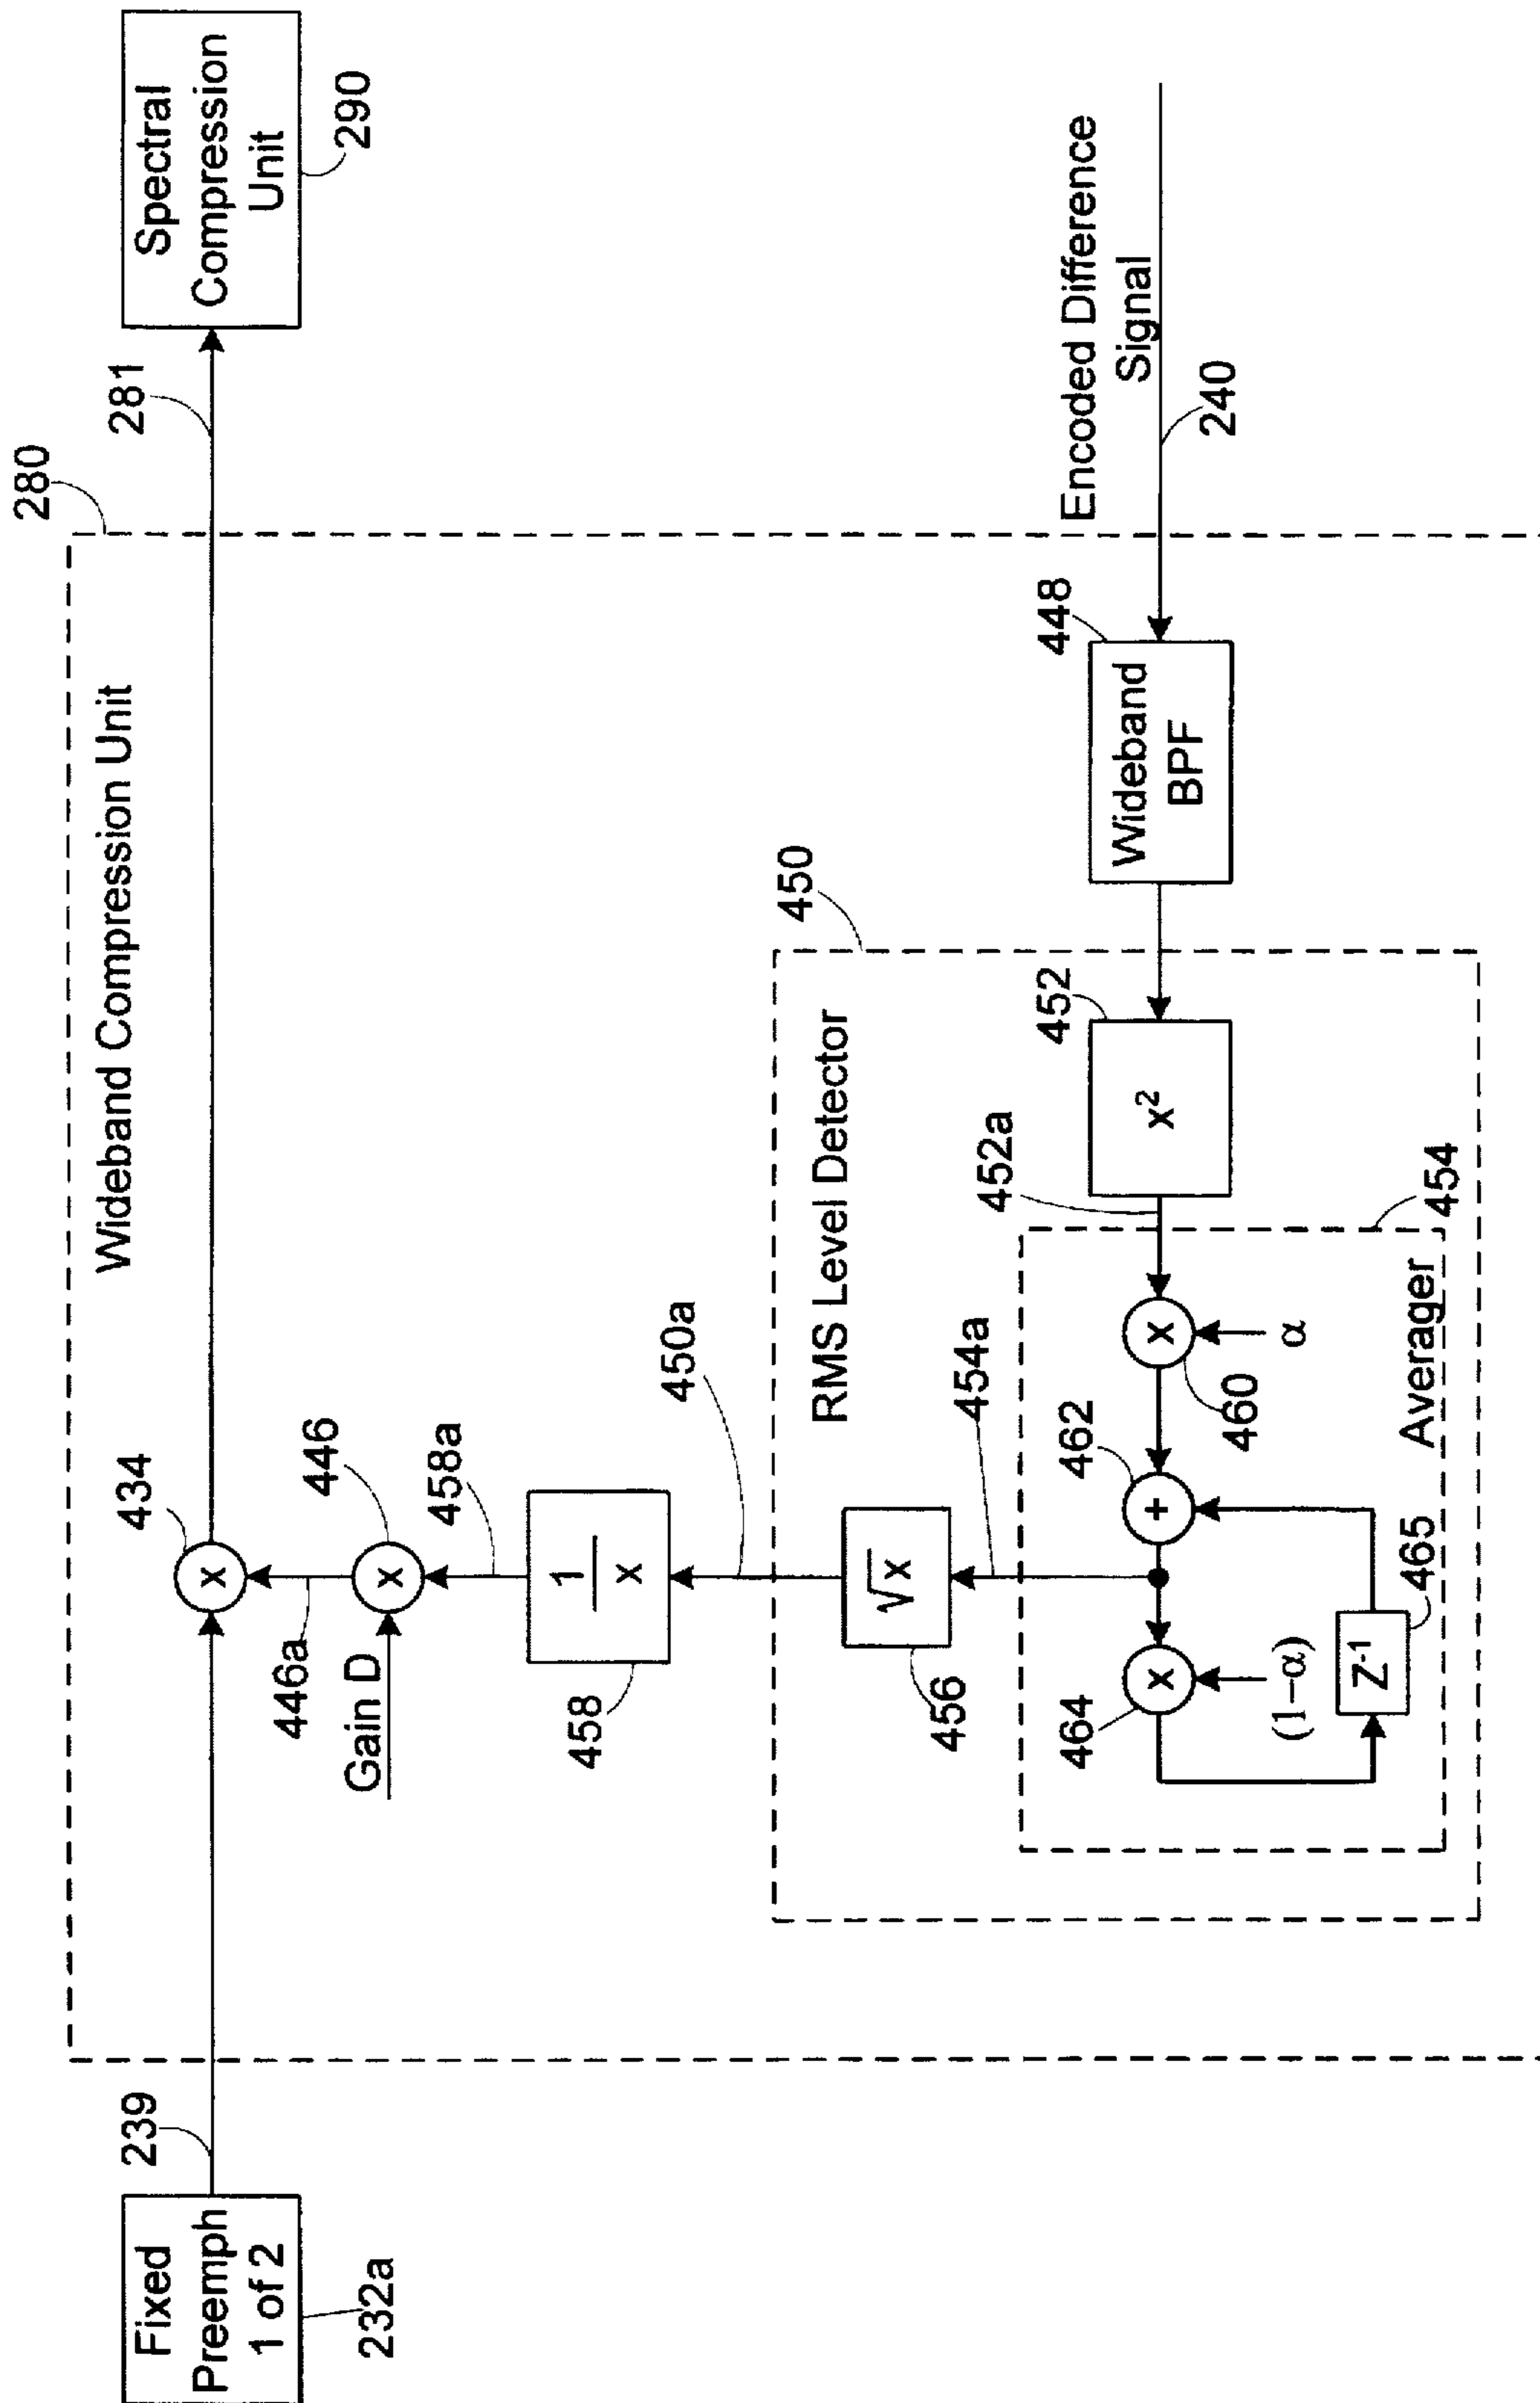 280
Wideband Compression Unit
Fixed
Preemph
1 of 2
232a
239
434
281
Spectral
Compression
Unit
290
446a
446
Gain D
458a
1
x
458
450a
450
RMS Level Detector
√x
456
454a
452a
452
x²
448
Wideband
BPF
Encoded Difference
Signal
240
x
x
464
(1−α)
Z⁻¹
465
462
+
x
460
α
Averager
454
x